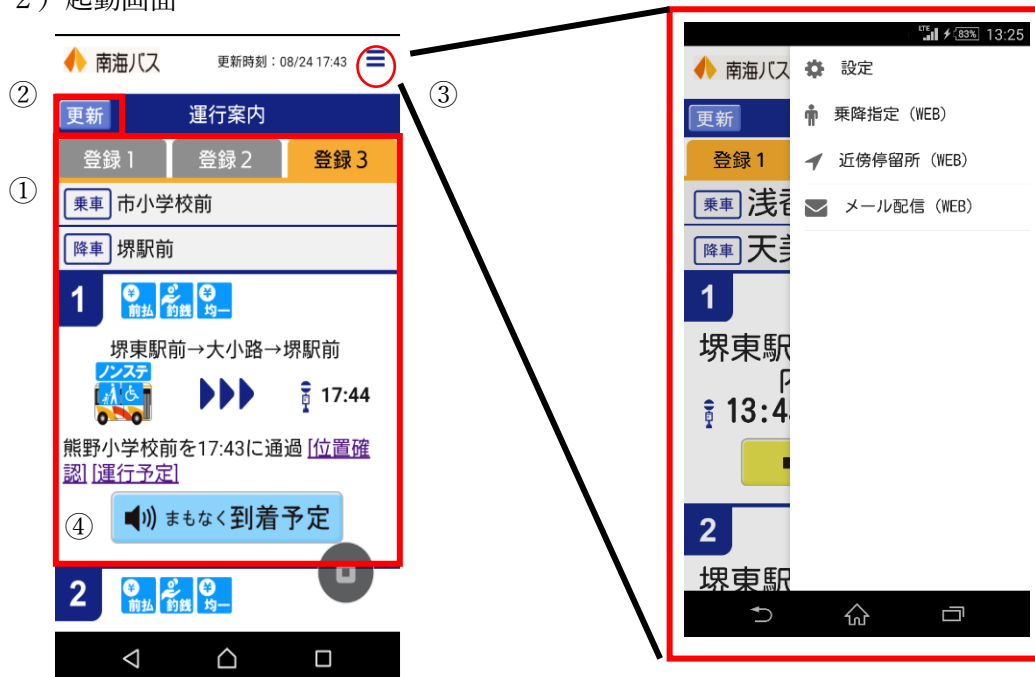 ２）起動画面
南海バス
更新時刻：08/24 17:43
②
更新
運行案内
③
①
登録 1
登録 2
登録 3
乗車 市小学校前
降車 堺駅前
1
前払 釣銭 均一
堺東駅前→大小路→堺駅前
ノンステ
17:44
熊野小学校前を17:43に通過 [位置確
認] [運行予定]
④
まもなく到着予定
2
前払 釣銭 均一
LTE 83% 13:25
南海バス
更新
登録 1
乗車 浅香
降車 天美
1
堺東駅
13:4
2
堺東駅
設定
乗降指定 (WEB)
近傍停留所 (WEB)
メール配信 (WEB)